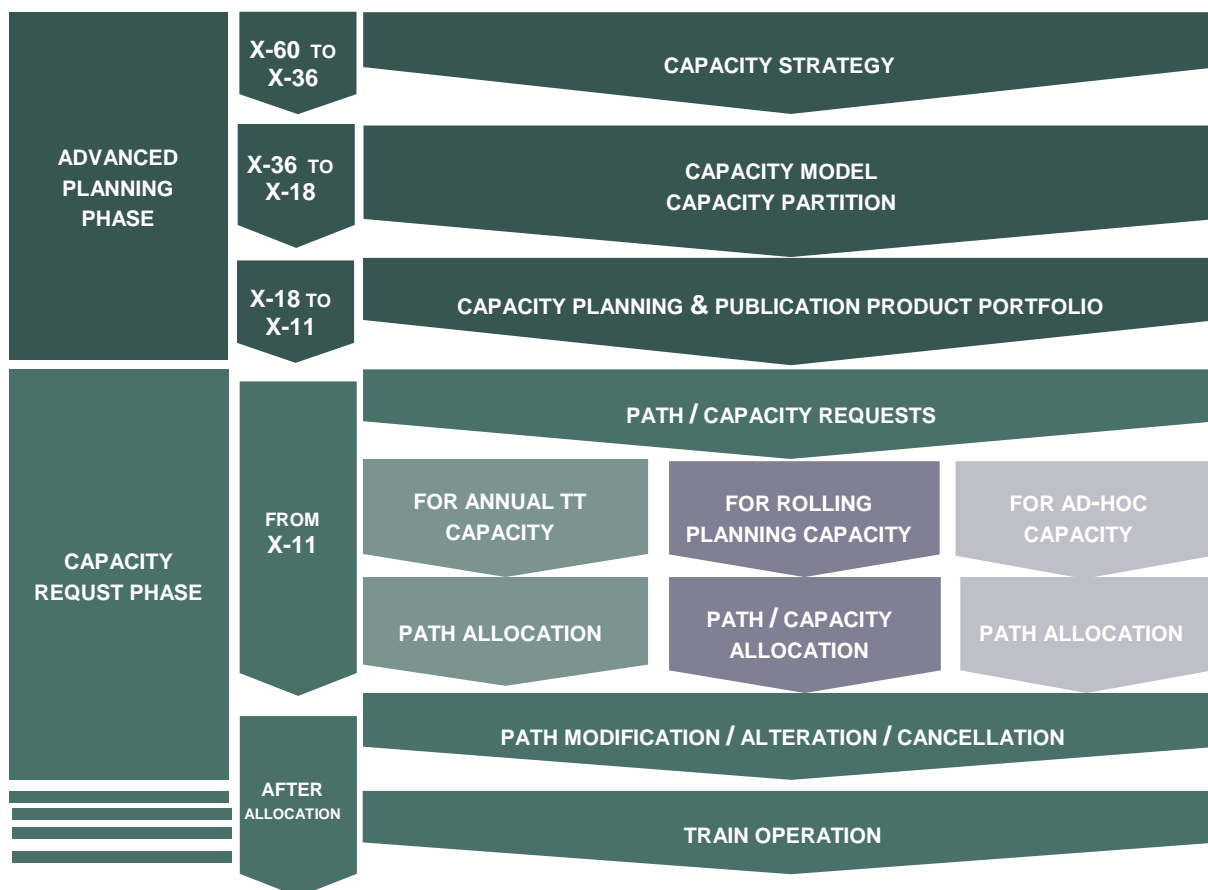 X-60 TO
X-36
CAPACITY STRATEGY
ADVANCED
PLANNING
PHASE
X-36 TO
X-18
CAPACITY MODEL
CAPACITY PARTITION
X-18 TO
X-11
CAPACITY PLANNING & PUBLICATION PRODUCT PORTFOLIO
CAPACITY
REQUST PHASE
FROM
X-11
PATH / CAPACITY REQUESTS
FOR ANNUAL TT
CAPACITY
FOR ROLLING
PLANNING CAPACITY
FOR AD-HOC
CAPACITY
PATH ALLOCATION
PATH / CAPACITY
ALLOCATION
PATH ALLOCATION
AFTER
ALLOCATION
PATH MODIFICATION / ALTERATION / CANCELLATION
TRAIN OPERATION